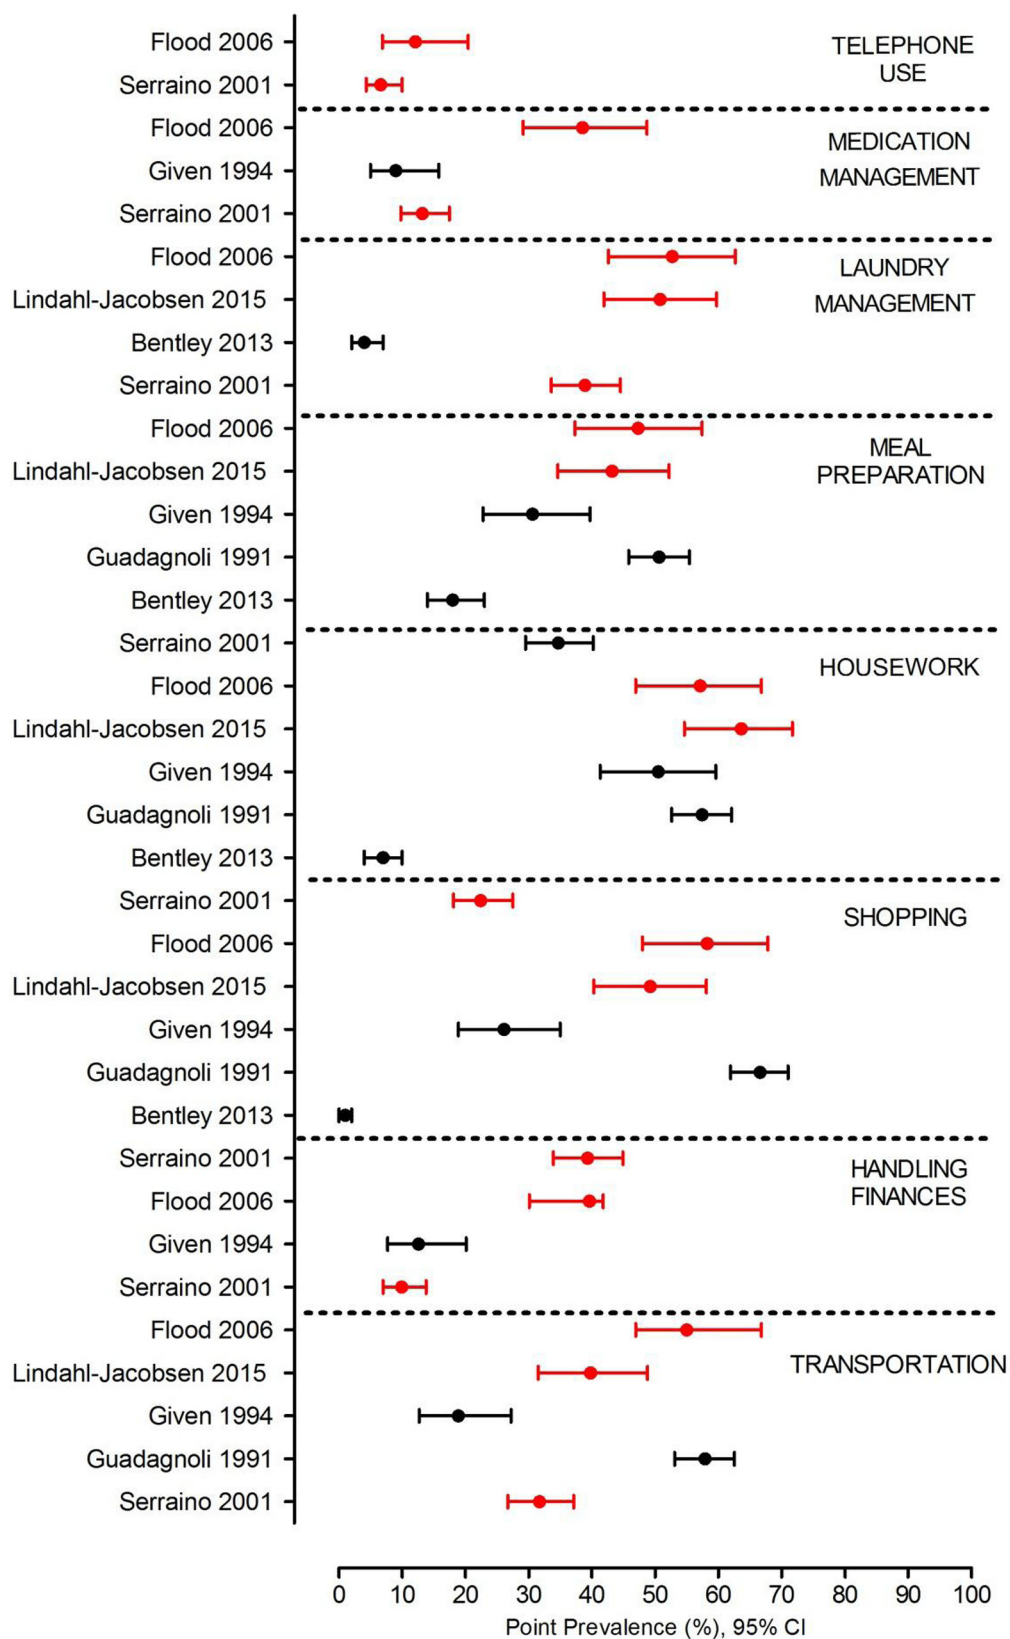 Flood 2006
TELEPHONE
USE
Serraino 2001
Flood 2006
MEDICATION
MANAGEMENT
Given 1994
Serraino 2001
Flood 2006
LAUNDRY
MANAGEMENT
Lindahl-Jacobsen 2015
Bentley 2013
Serraino 2001
Flood 2006
MEAL
PREPARATION
Lindahl-Jacobsen 2015
Given 1994
Guadagnoli 1991
Bentley 2013
Serraino 2001
HOUSEWORK
Flood 2006
Lindahl-Jacobsen 2015
Given 1994
Guadagnoli 1991
Bentley 2013
Serraino 2001
SHOPPING
Flood 2006
Lindahl-Jacobsen 2015
Given 1994
Guadagnoli 1991
Bentley 2013
Serraino 2001
HANDLING
FINANCES
Flood 2006
Given 1994
Serraino 2001
Flood 2006
TRANSPORTATION
Lindahl-Jacobsen 2015
Given 1994
Guadagnoli 1991
Serraino 2001
0 10 20 30 40 50 60 70 80 90 100
Point Prevalence (%), 95% CI